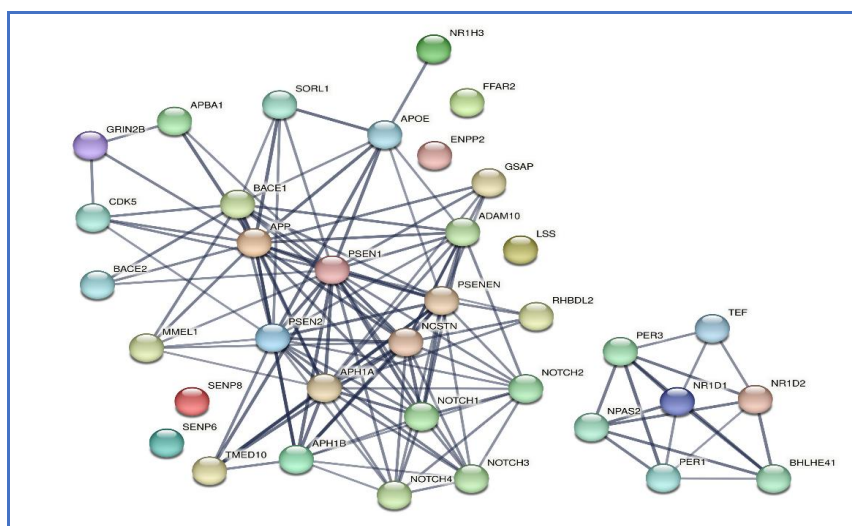 NR1H3
FFAR2
SORL1
APBA1
APOE
GRIN2B
ENPP2
GSAP
BACE1
CDK5
ADAM10
APP
LSS
PSEN1
BACE2
PSENEN
RHBDL2
TEF
PSEN2
NCSTN
MMEL1
PER3
NR1D1
NR1D2
APH1A
NOTCH2
SENP8
NOTCH1
NPAS2
SENP6
APH1B
TMED10
NOTCH3
NOTCH4
PER1
BHLHE41